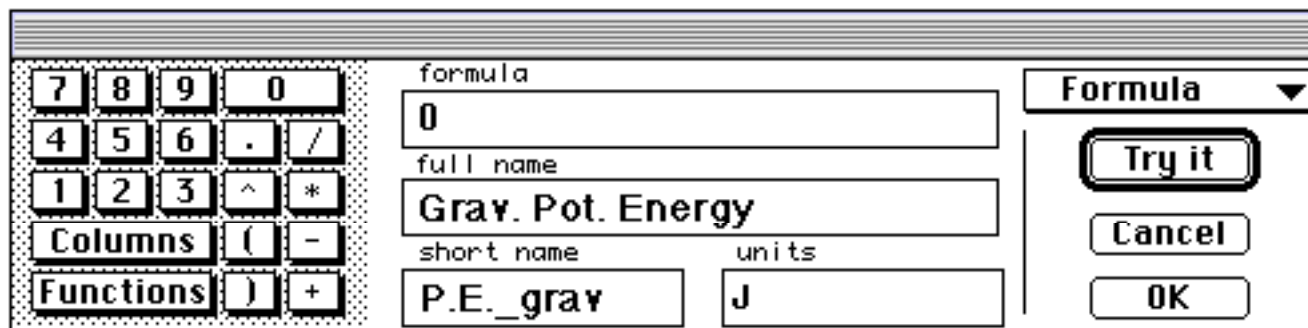 formula
7 8 9 0
0
Formula
4 5 6 . /
full name
Try it
1 2 3 ^ *
Grav. Pot. Energy
Columns ( -
short name
units
Cancel
Functions ) +
P.E._grav
J
OK